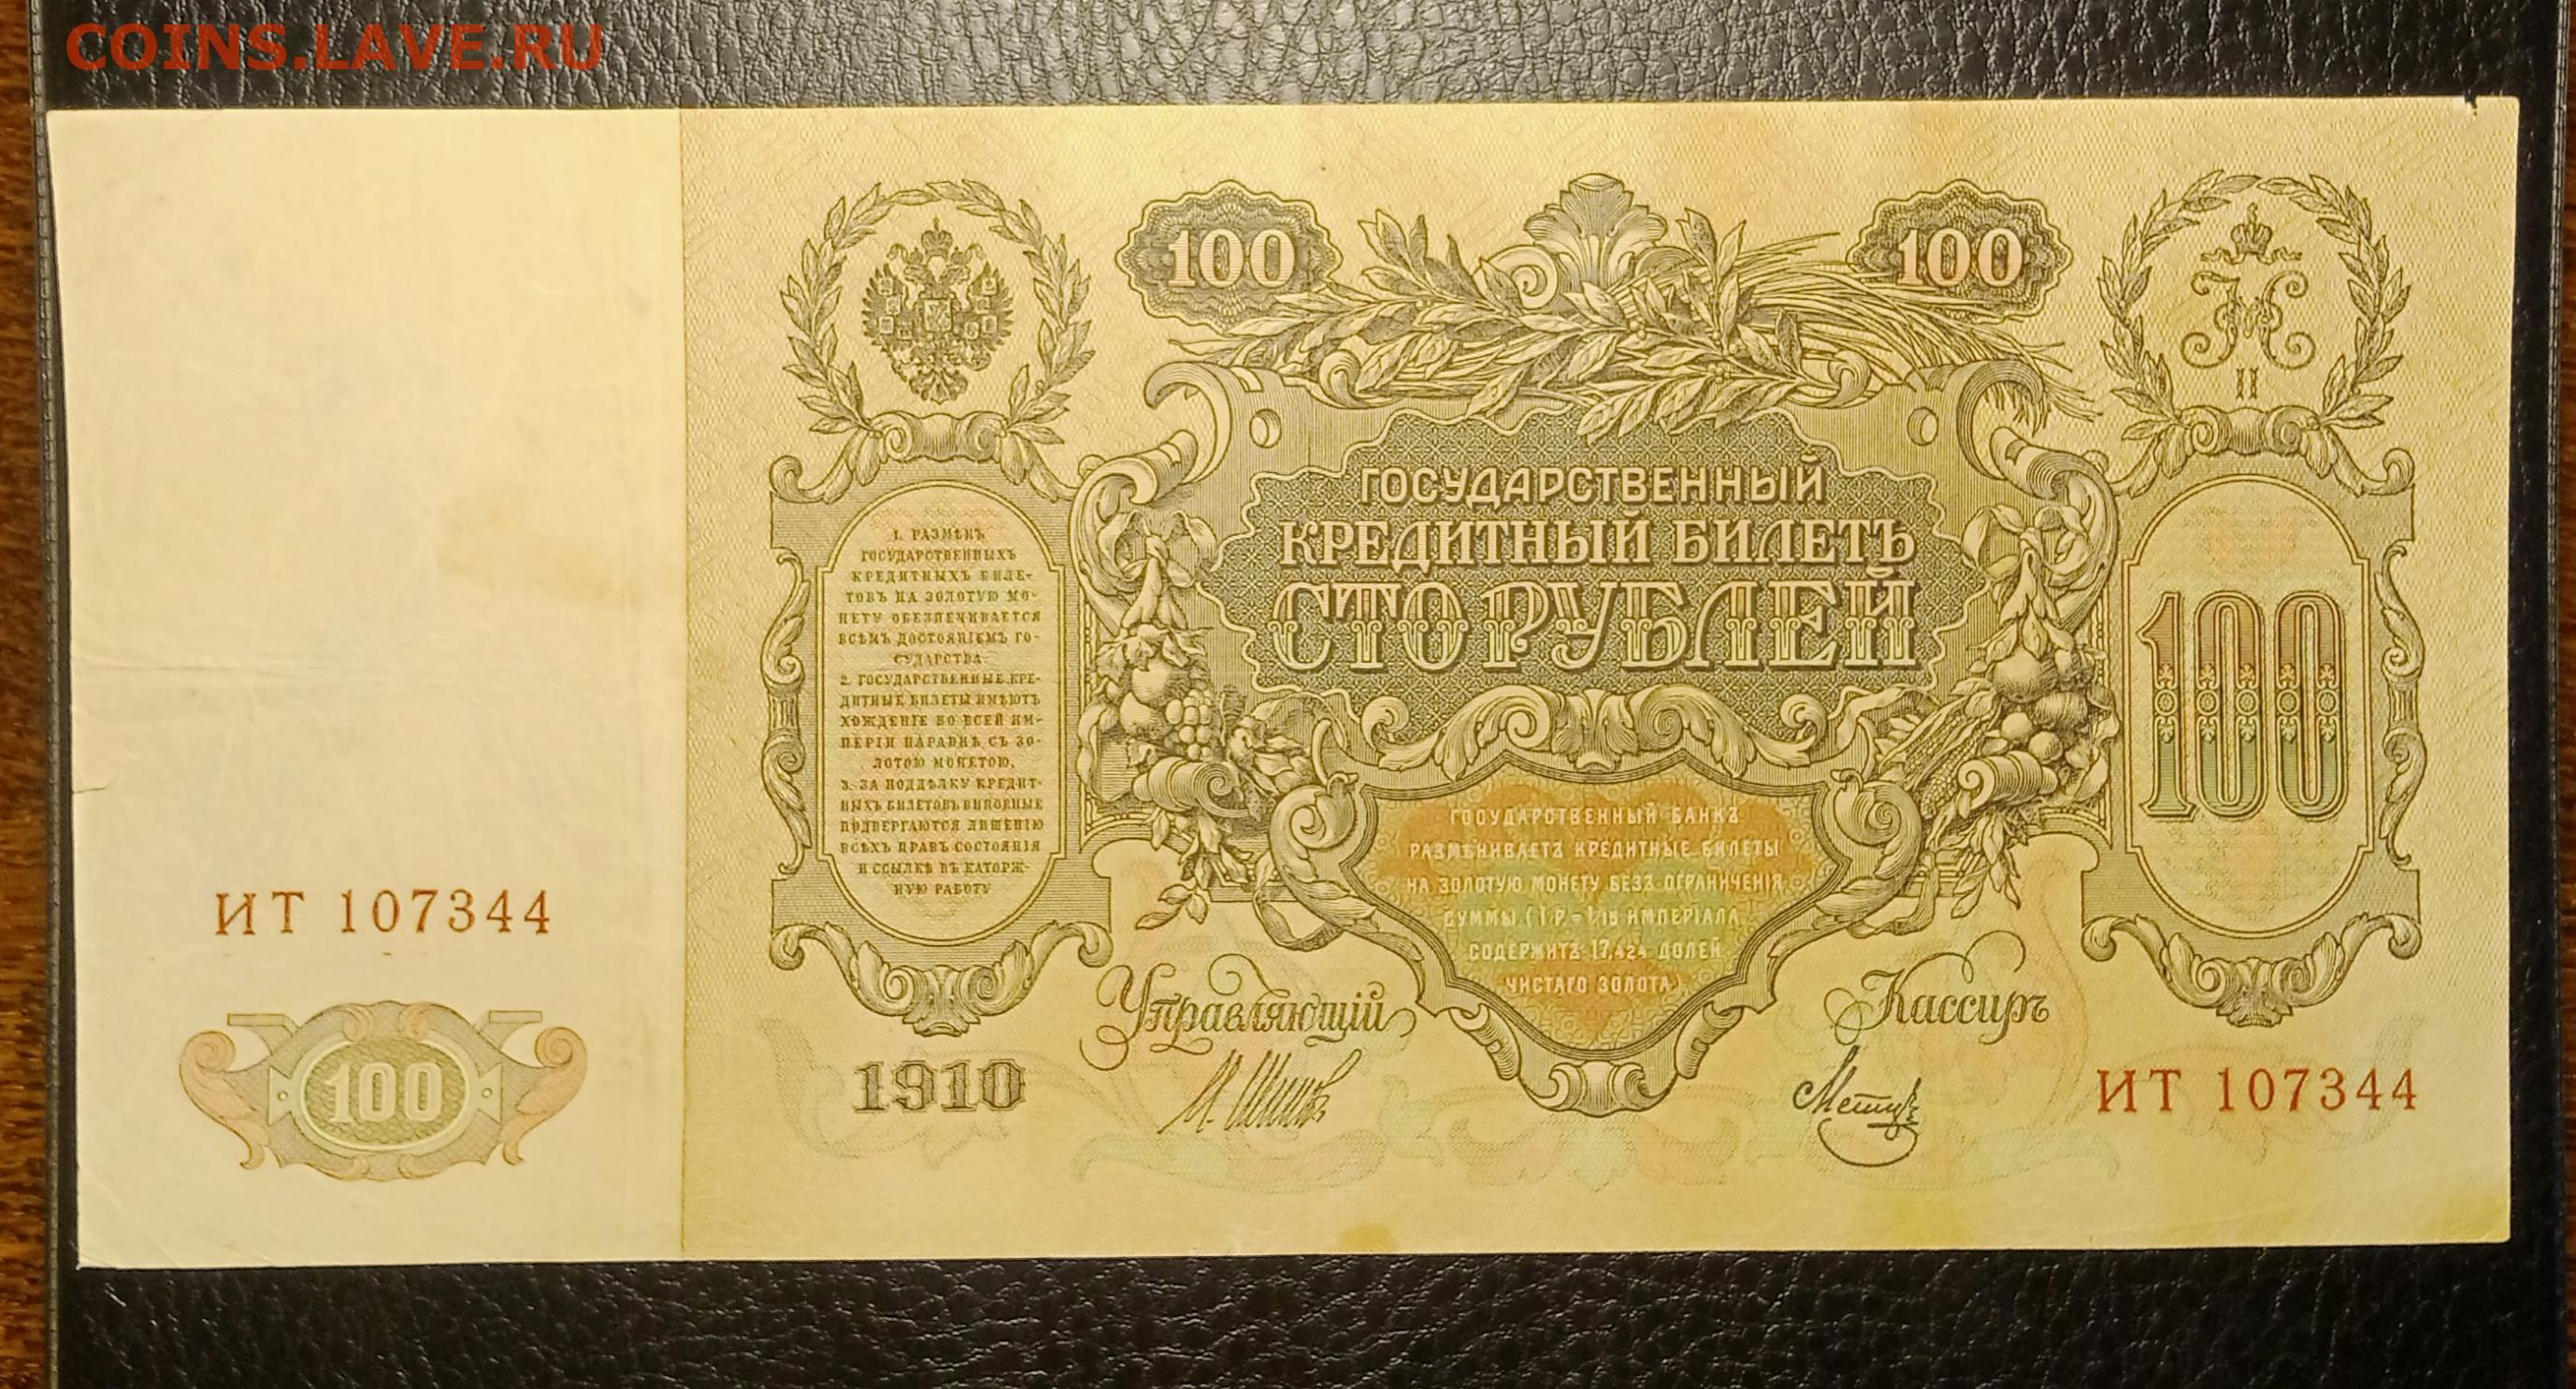 COINS.LAVE.RU
100
100
II
ГОСУДАРСТВЕННЫЙ
КРЕДИТНЫЙ БИЛЕТЪ
СТО РУБЛЕЙ
1. РАЗМѢНЪ
ГОСУДАРСТВЕННЫХЪ
КРЕДИТНЫХЪ БИЛЕ-
ТОВЪ НА ЗОЛОТУЮ МО-
НЕТУ ОБЕЗПЕЧИВАЕТСЯ
ВСѢМЪ ДОСТОЯНІЕМЪ ГО-
СУДАРСТВА.
2. ГОСУДАРСТВЕННЫЕ КРЕ-
ДИТНЫЕ БИЛЕТЫ ИМѢЮТЪ
ХОЖДЕНІЕ ВО ВСЕЙ ИМ-
ПЕРІИ НАРАВНѢ СЪ ЗО-
ЛОТОЮ МОНЕТОЮ.
3. ЗА ПОДДѢЛКУ КРЕДИТ-
НЫХЪ БИЛЕТОВЪ ВИНОВНЫЕ
ПОДВЕРГАЮТСЯ ЛИШЕНІЮ
ВСѢХЪ ПРАВЪ СОСТОЯНІЯ
И ССЫЛКѢ ВЪ КАТОРЖ-
НУЮ РАБОТУ
100
ГОСУДАРСТВЕННЫЙ БАНКЪ
РАЗМѢНИВАЕТЪ КРЕДИТНЫЕ БИЛЕТЫ
НА ЗОЛОТУЮ МОНЕТУ БЕЗЪ ОГРАНИЧЕНІЯ
СУММЫ (1 Р. = 1/15 ИМПЕРІАЛА,
СОДЕРЖИТЪ 17,424 ДОЛЕЙ
ЧИСТАГО ЗОЛОТА)
ИТ 107344
100
Управляющій
И. Шиповъ
Кассиръ
1910
ИТ 107344